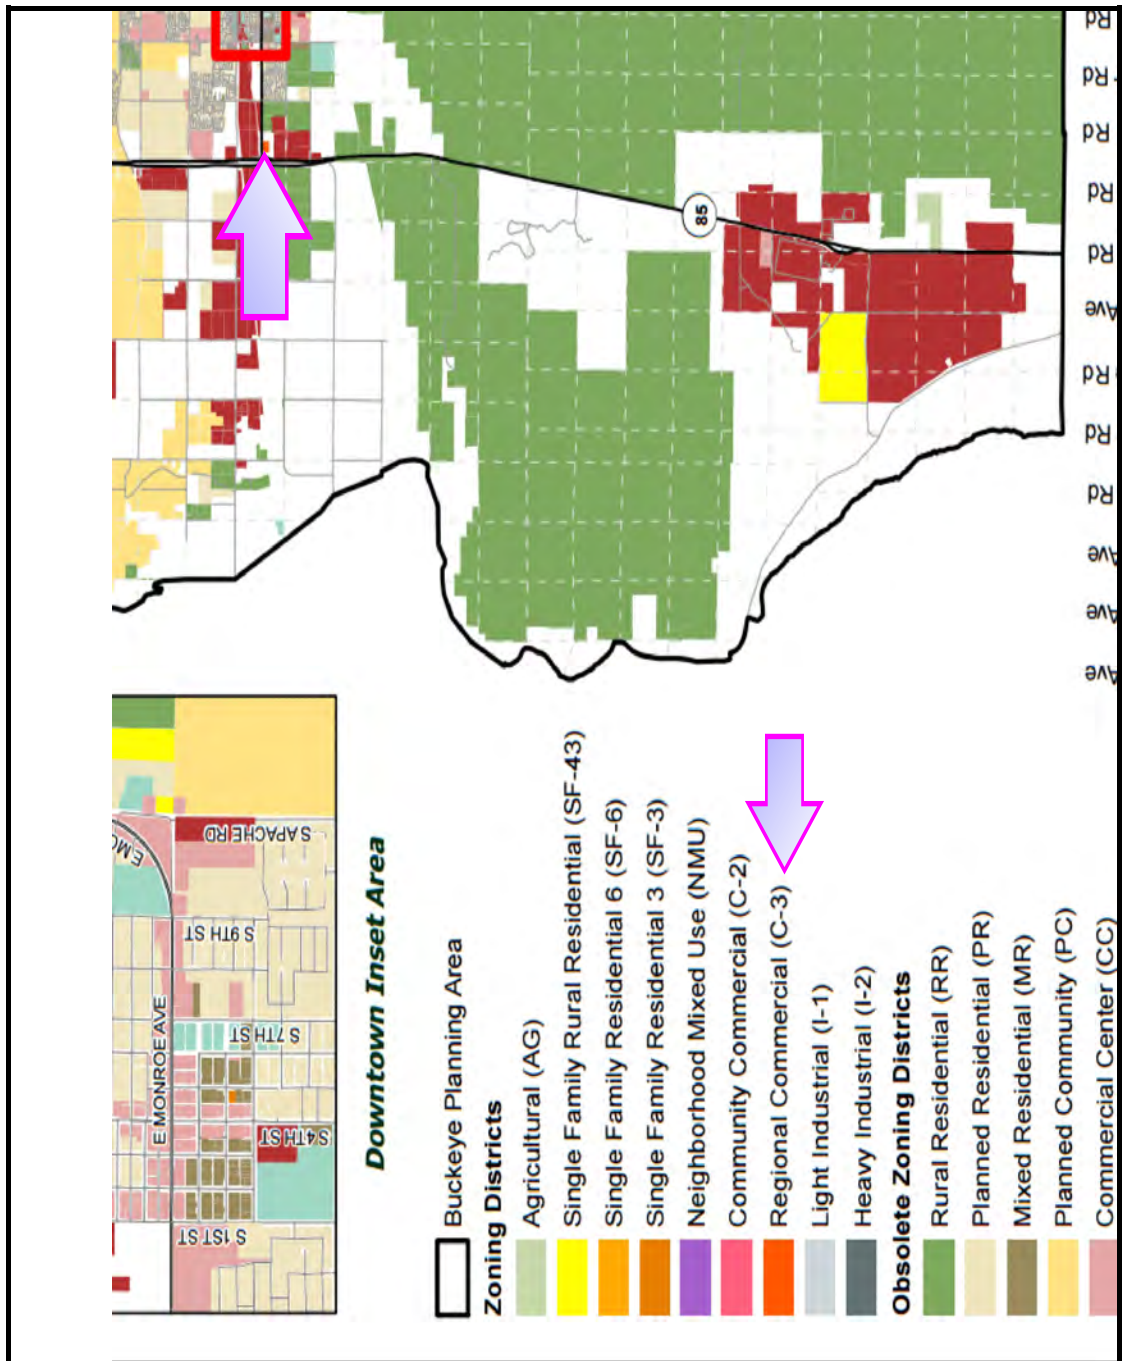 Rd
Rd
Rd
Rd
Rd
Ave
Rd
Rd
Rd
Ave
Ave
Ave
85
S APACHE RD
S 9TH ST
S 7TH ST
S 4TH ST
S 1ST ST
E MONROE AVE
E MO
Downtown Inset Area
Buckeye Planning Area
Zoning Districts
Agricultural (AG)
Single Family Rural Residential (SF-43)
Single Family Residential 6 (SF-6)
Single Family Residential 3 (SF-3)
Neighborhood Mixed Use (NMU)
Community Commercial (C-2)
Regional Commercial (C-3)
Light Industrial (I-1)
Heavy Industrial (I-2)
Obsolete Zoning Districts
Rural Residential (RR)
Planned Residential (PR)
Mixed Residential (MR)
Planned Community (PC)
Commercial Center (CC)